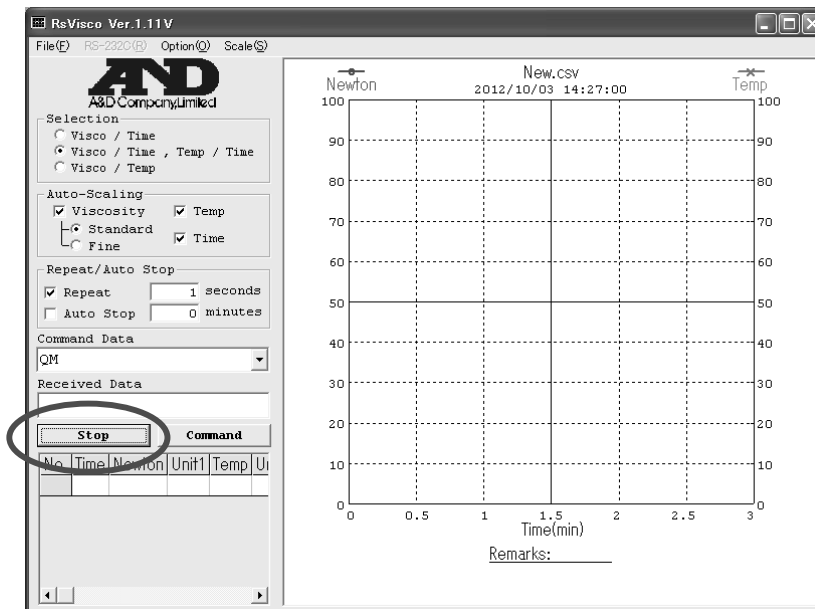 RsVisco Ver.1.11V
File(F) RS-232C(R) Option(O) Scale(S)
AND
A&D Company,Limited
Selection
Visco / Time
Visco / Time , Temp / Time
Visco / Temp
Auto-Scaling
Viscosity Temp
Standard
Time
Fine
Repeat/Auto Stop
Repeat 1 seconds
Auto Stop 0 minutes
Command Data
QM
Received Data
Stop Command
No. Time Newton Unit1 Temp
New.csv
Newton 2012/10/03 14:27:00 Temp
100 100
90 90
80 80
70 70
60 60
50 50
40 40
30 30
20 20
10 10
0 0
0 0.5 1 1.5 2 2.5 3
Time(min)
Remarks: